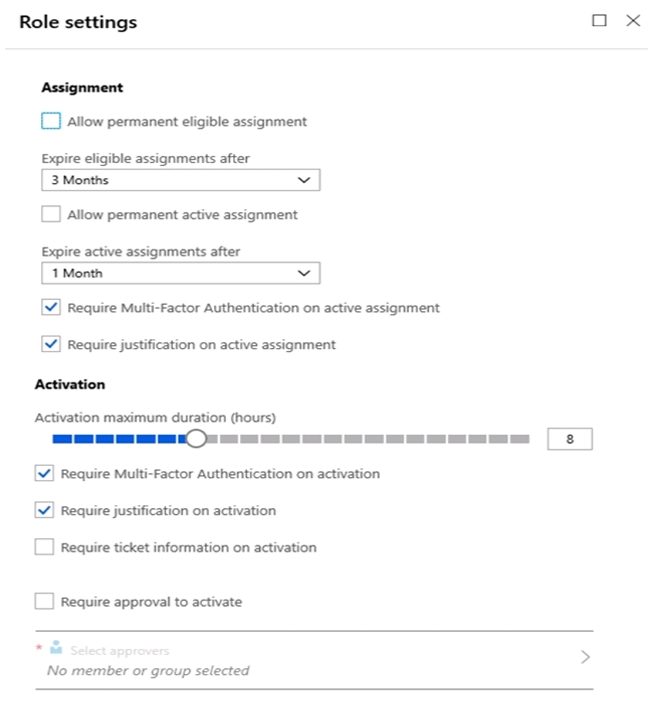 Role settings
Assignment
Allow permanent eligible assignment
Expire eligible assignments after
3 Months
Allow permanent active assignment
Expire active assignments after
1 Month
Require Multi-Factor Authentication on active assignment
Require justification on active assignment
Activation
Activation maximum duration (hours)
8
Require Multi-Factor Authentication on activation
Require justification on activation
Require ticket information on activation
Require approval to activate
* Select approvers
No member or group selected